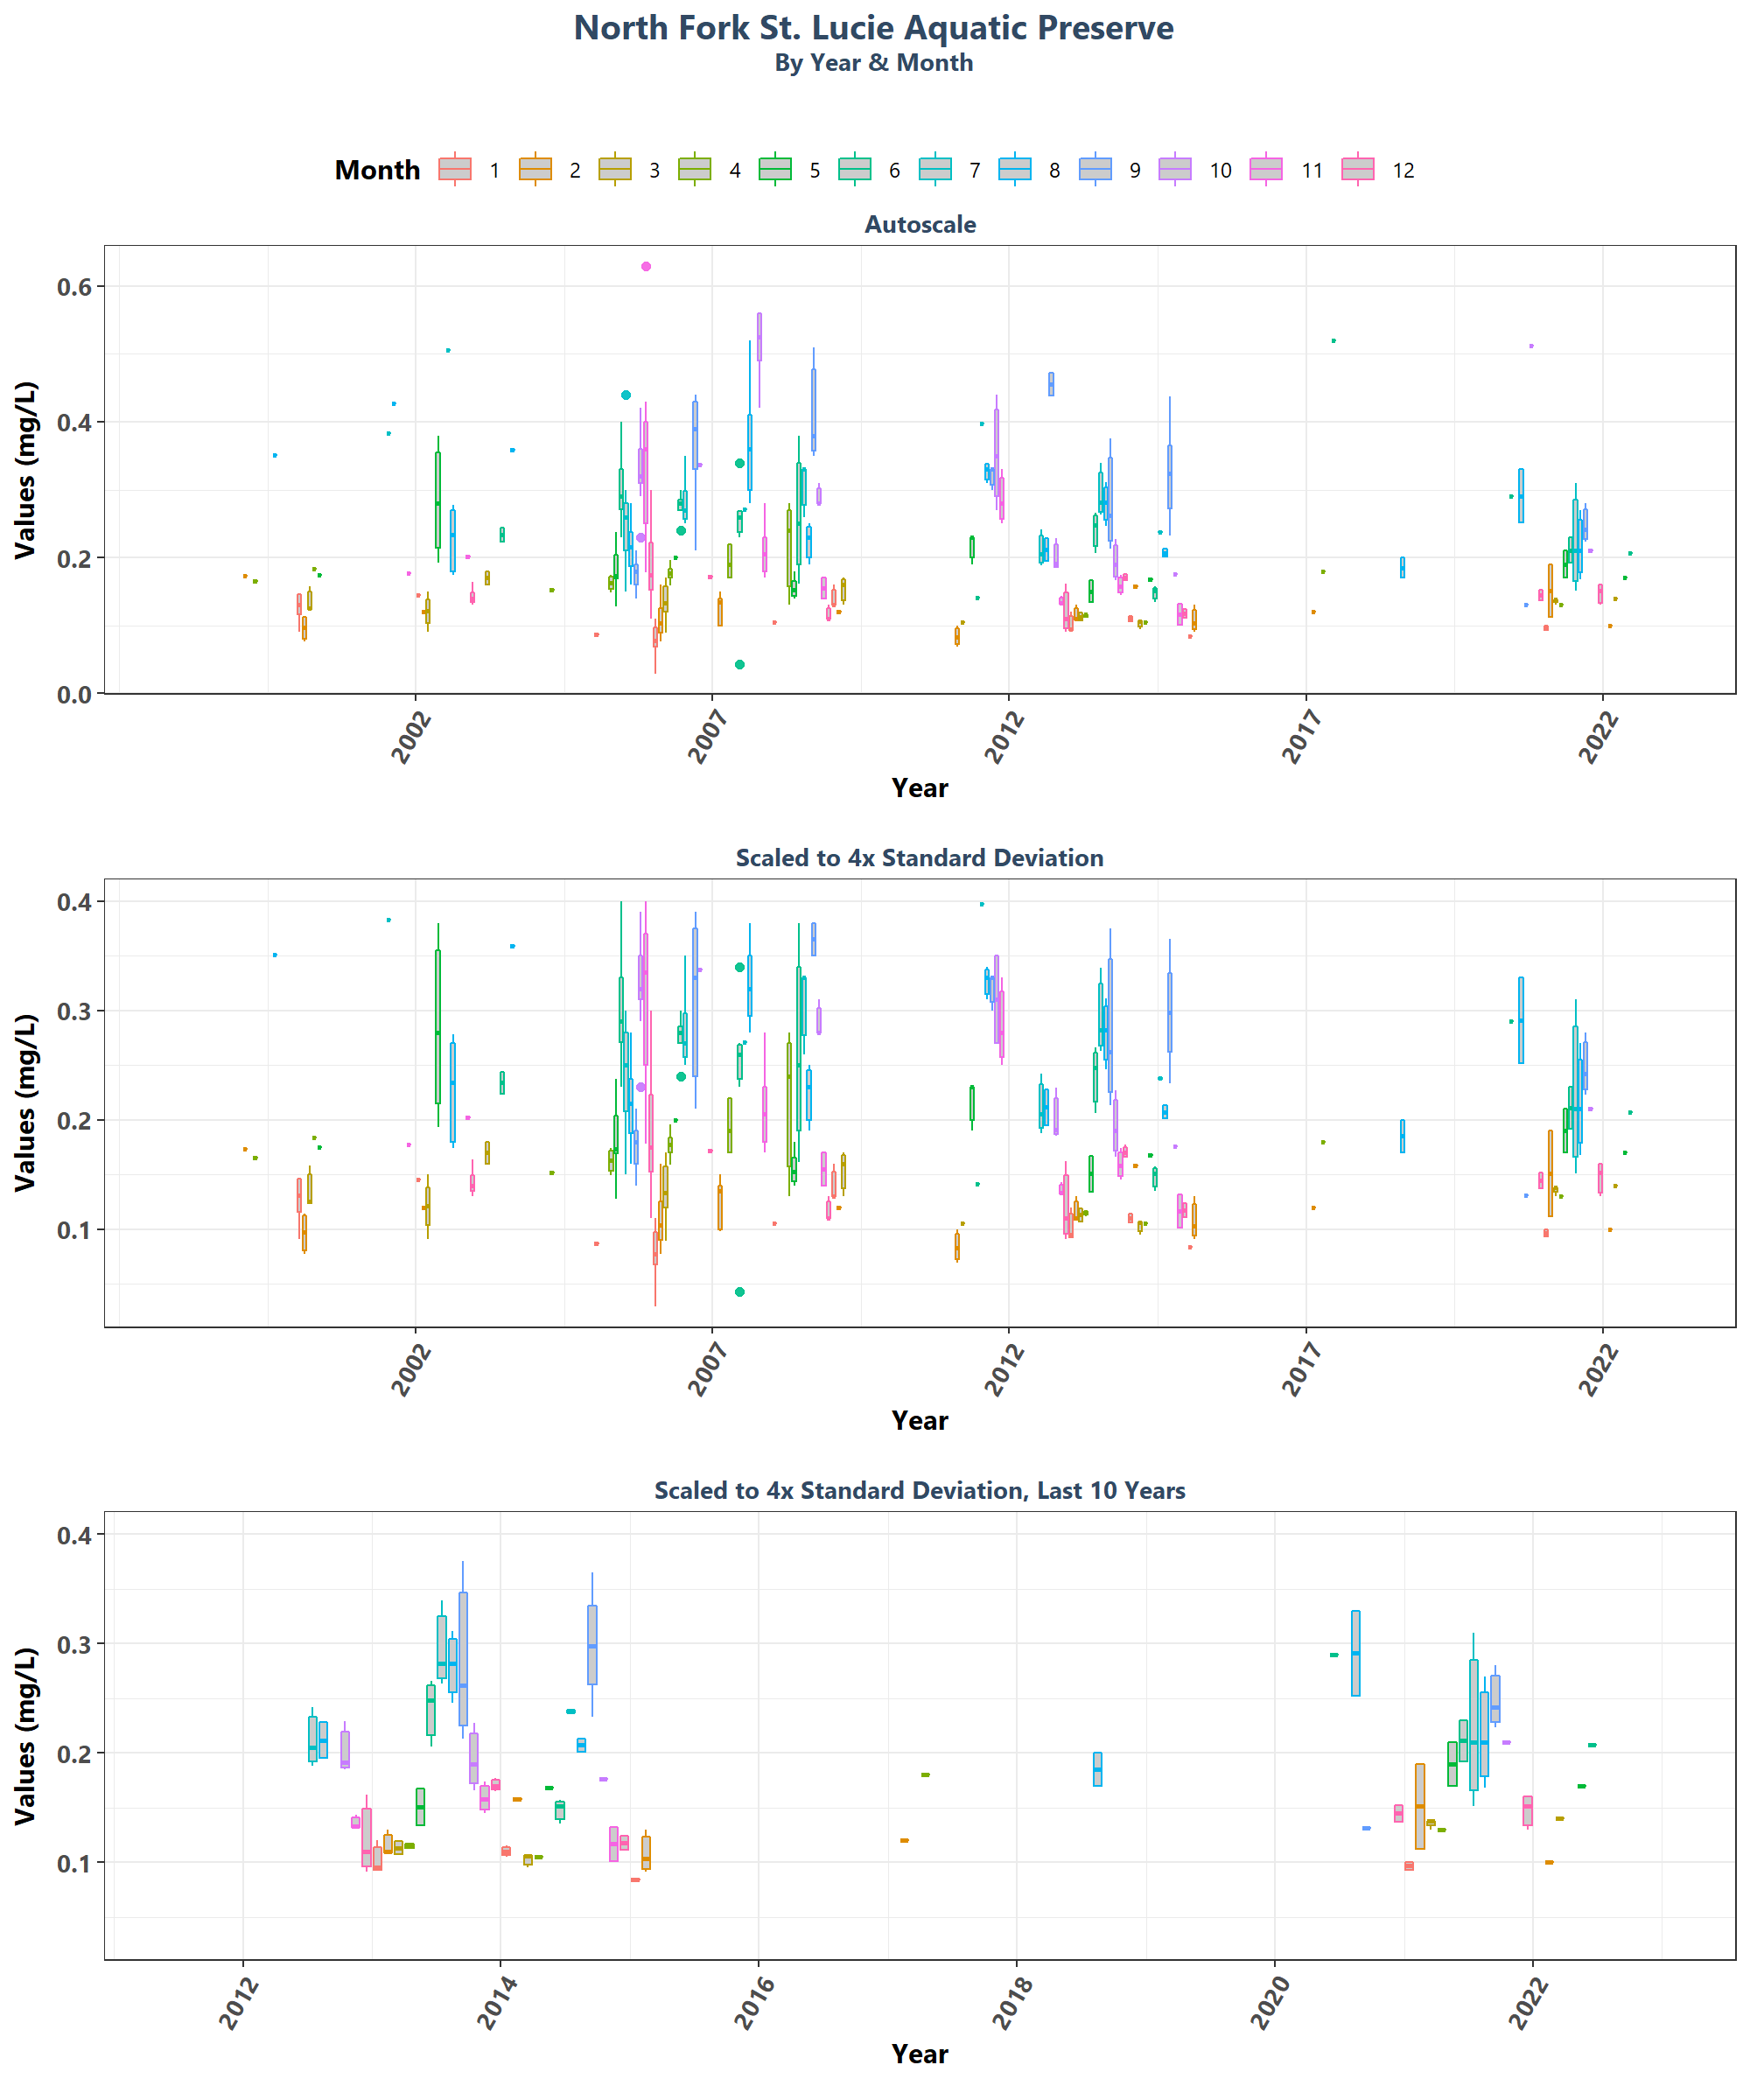 North Fork St. Lucie Aquatic Preserve
By Year & Month
Month 1 2 3 4 5 6 7 8 9 10 11 12
Autoscale
Values (mg/L)
0.6
0.4
0.2
0.0
2002 2007 2012 2017 2022
Year
Scaled to 4x Standard Deviation
Values (mg/L)
0.4
0.3
0.2
0.1
2002 2007 2012 2017 2022
Year
Scaled to 4x Standard Deviation, Last 10 Years
Values (mg/L)
0.4
0.3
0.2
0.1
2012 2014 2016 2018 2020 2022
Year